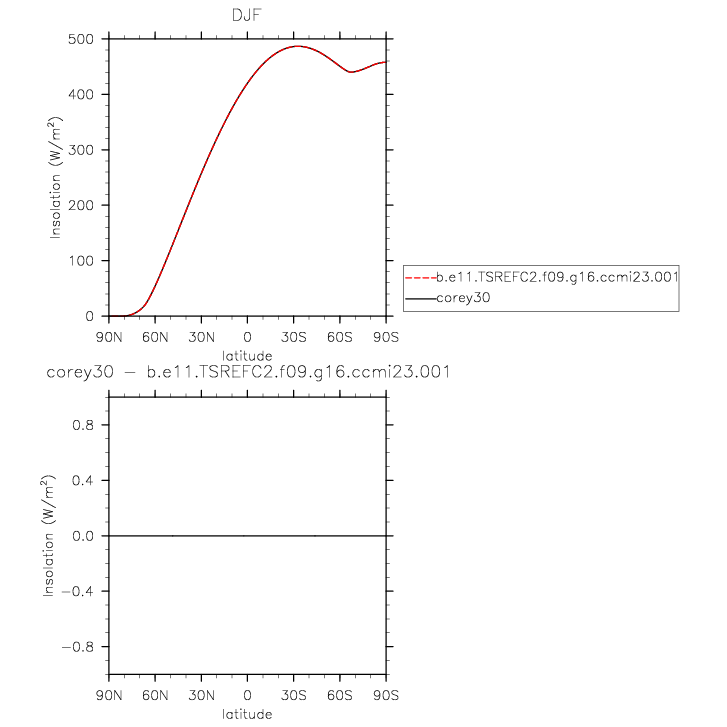 DJF
Insolation (W/m²)
500
400
300
200
100
0
90N 60N 30N 0 30S 60S 90S
latitude
b.e11.TSREFC2.f09.g16.ccmi23.001
corey30
corey30 − b.e11.TSREFC2.f09.g16.ccmi23.001
Insolation (W/m²)
0.8
0.4
0.0
−0.4
−0.8
90N 60N 30N 0 30S 60S 90S
latitude